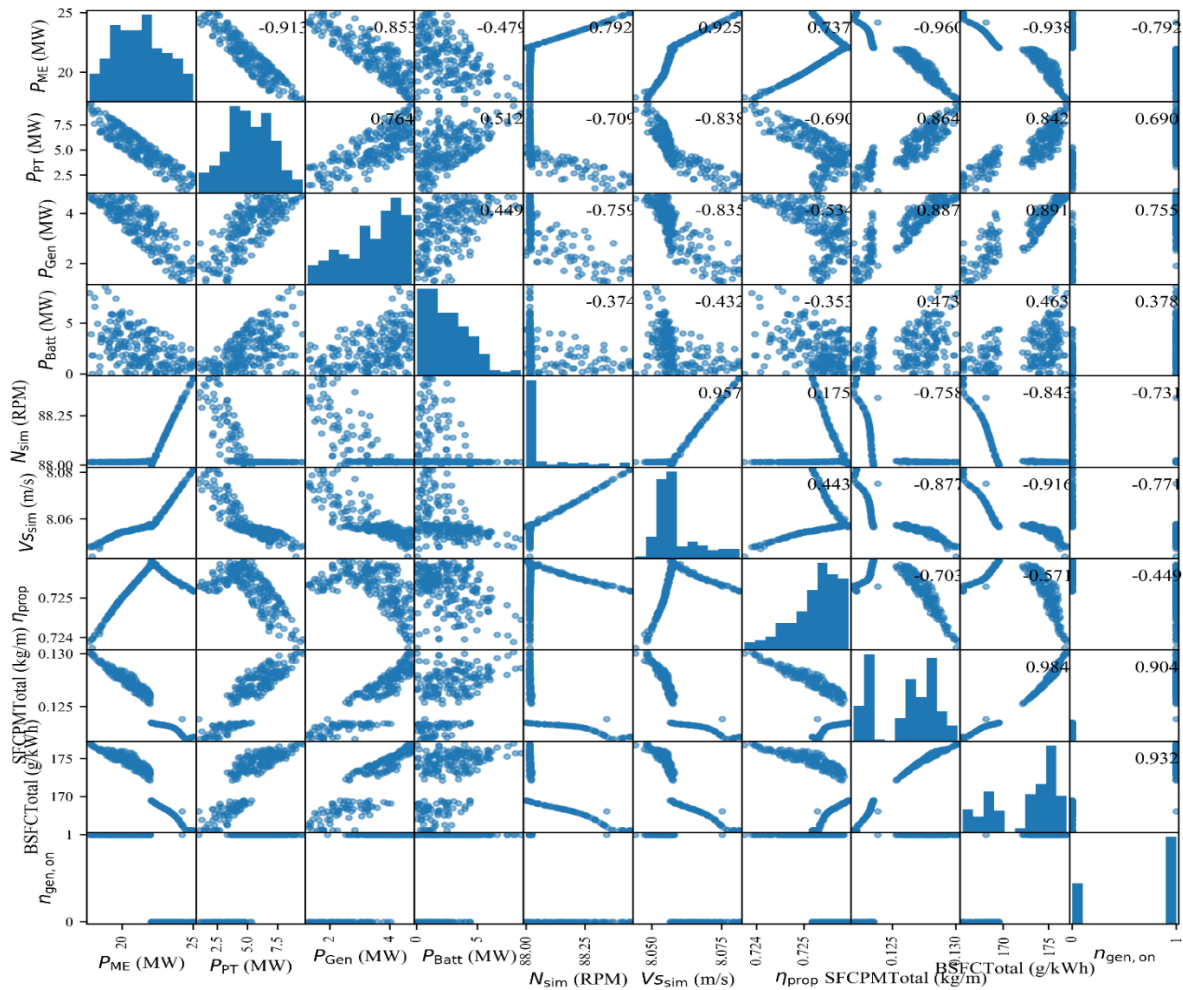 25 -0.913 -0.853 -0.479 0.792 0.925 0.737 -0.960 -0.938 -0.792
P_ME (MW)
20
7.5 0.764 0.512 -0.709 -0.838 -0.690 0.864 0.842 0.690
P_PT (MW)
5.0
2.5
4 0.449 -0.759 -0.835 -0.534 0.887 0.891 0.755
P_Gen (MW)
2
-0.374 -0.432 -0.353 0.473 0.463 0.378
P_Batt (MW)
5
0
0.957 0.175 -0.758 -0.843 -0.731
N_sim (RPM)
88.25
88.00
8.08 0.443 -0.877 -0.916 -0.771
Vs_sim (m/s)
8.06
-0.703 -0.571 -0.449
η_prop
0.725
0.724
0.130 0.984 0.904
SFCPMTotal (kg/m)
0.125
175 0.932
BSFCTotal (g/kWh)
170
1
n_gen, on
0
20 25 2.5 5.0 7.5 2 4 0 5 88.00 88.25 8.050 8.075 0.724 0.725 0.125 0.130 170 175 0 1
P_ME (MW) P_PT (MW) P_Gen (MW) P_Batt (MW) N_sim (RPM) Vs_sim (m/s) η_prop SFCPMTotal (kg/m) BSFCTotal (g/kWh) n_gen, on